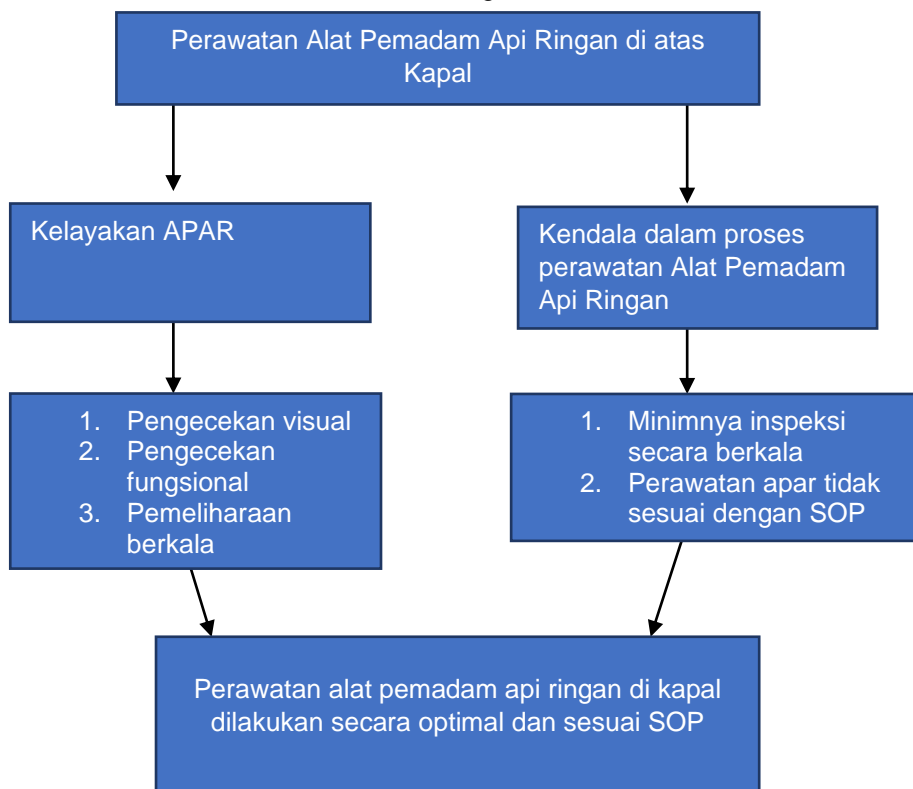 Perawatan Alat Pemadam Api Ringan di atas
Kapal
Kelayakan APAR
Kendala dalam proses
perawatan Alat Pemadam
Api Ringan
1. Pengecekan visual
2. Pengecekan
fungsional
3. Pemeliharaan
berkala
1. Minimnya inspeksi
secara berkala
2. Perawatan apar tidak
sesuai dengan SOP
Perawatan alat pemadam api ringan di kapal
dilakukan secara optimal dan sesuai SOP